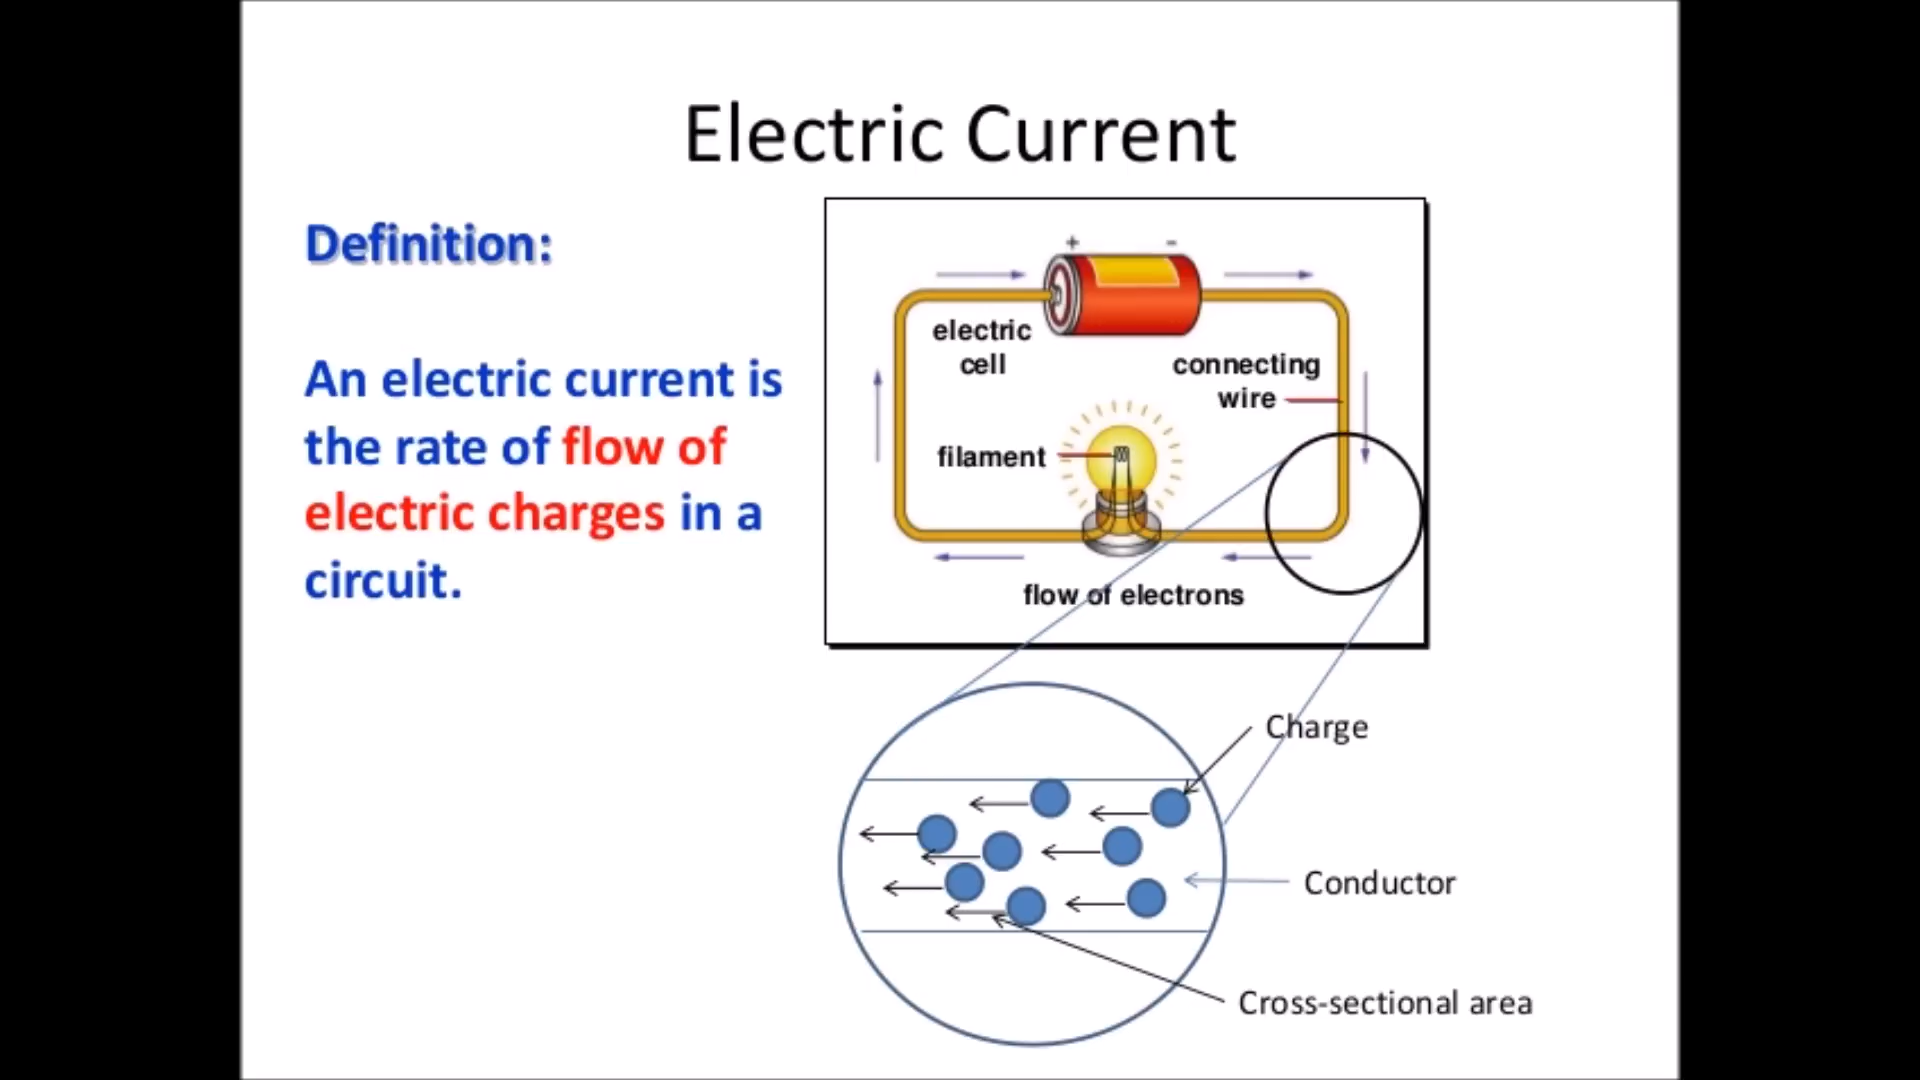 Electric Current
Definition:
An electric current is
the rate of flow of
electric charges in a
circuit.
+ -
electric
cell
connecting
wire
filament
flow of electrons
Charge
Conductor
Cross-sectional area